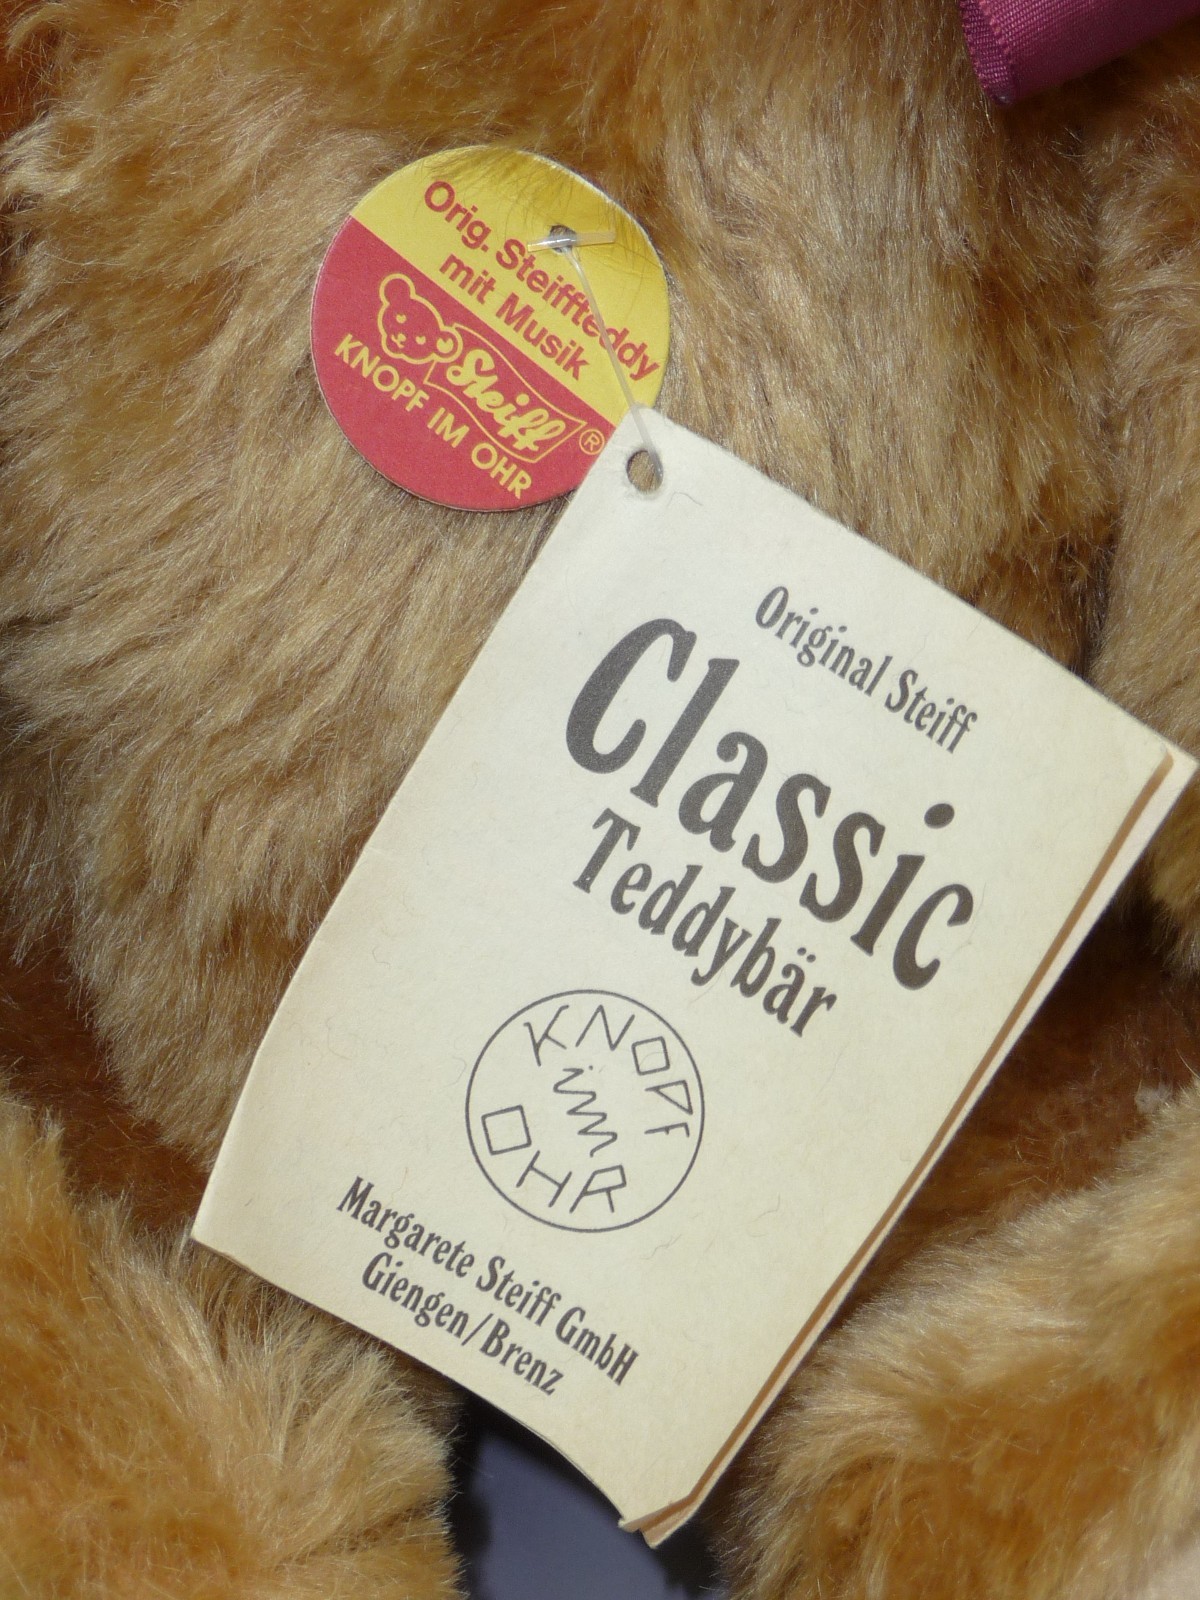 Orig. Steiffteddy
mit Musik
Steiff®
KNOPF IM OHR
Original Steiff
Classic
Teddybär
KNOPF
im
OHR
Margarete Steiff GmbH
Giengen/Brenz